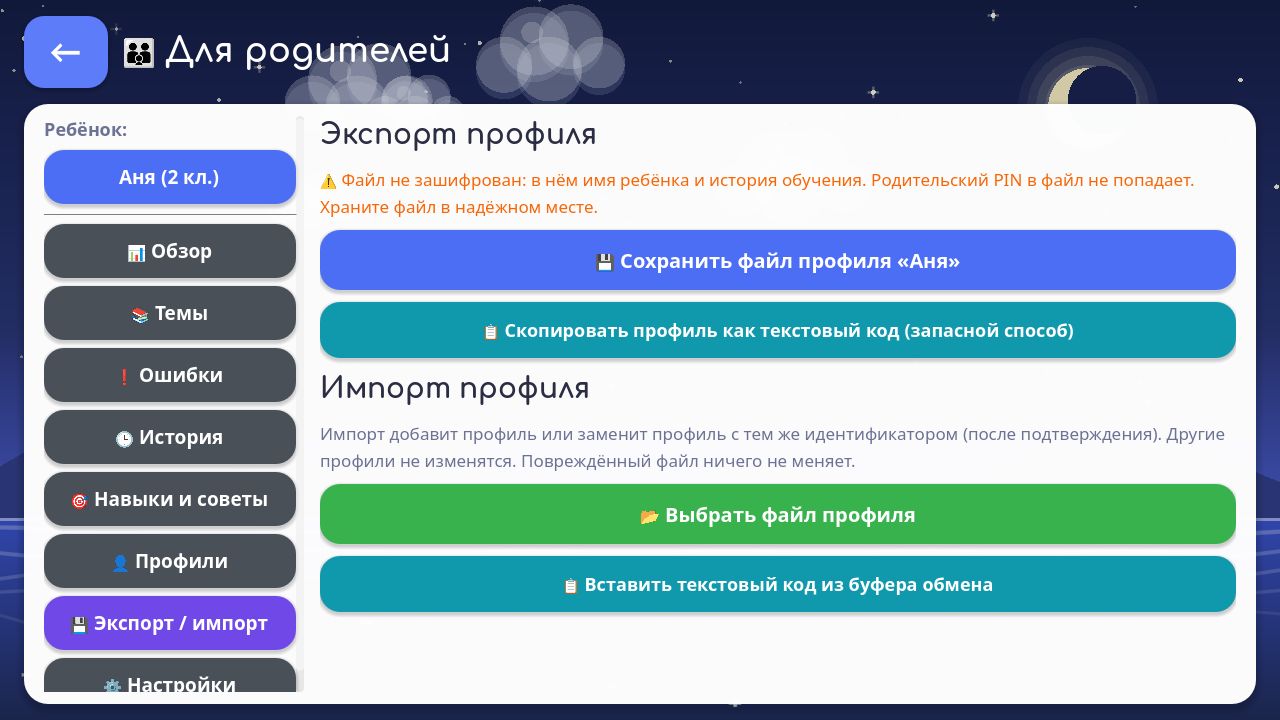 ←
👪 Для родителей
Ребёнок:
Аня (2 кл.)
📊 Обзор
📚 Темы
❗ Ошибки
🕒 История
🎯 Навыки и советы
👤 Профили
💾 Экспорт / импорт
⚙️ Настройки
Экспорт профиля
⚠️ Файл не зашифрован: в нём имя ребёнка и история обучения. Родительский PIN в файл не попадает.
Храните файл в надёжном месте.
💾 Сохранить файл профиля «Аня»
📋 Скопировать профиль как текстовый код (запасной способ)
Импорт профиля
Импорт добавит профиль или заменит профиль с тем же идентификатором (после подтверждения). Другие
профили не изменятся. Повреждённый файл ничего не меняет.
📂 Выбрать файл профиля
📋 Вставить текстовый код из буфера обмена